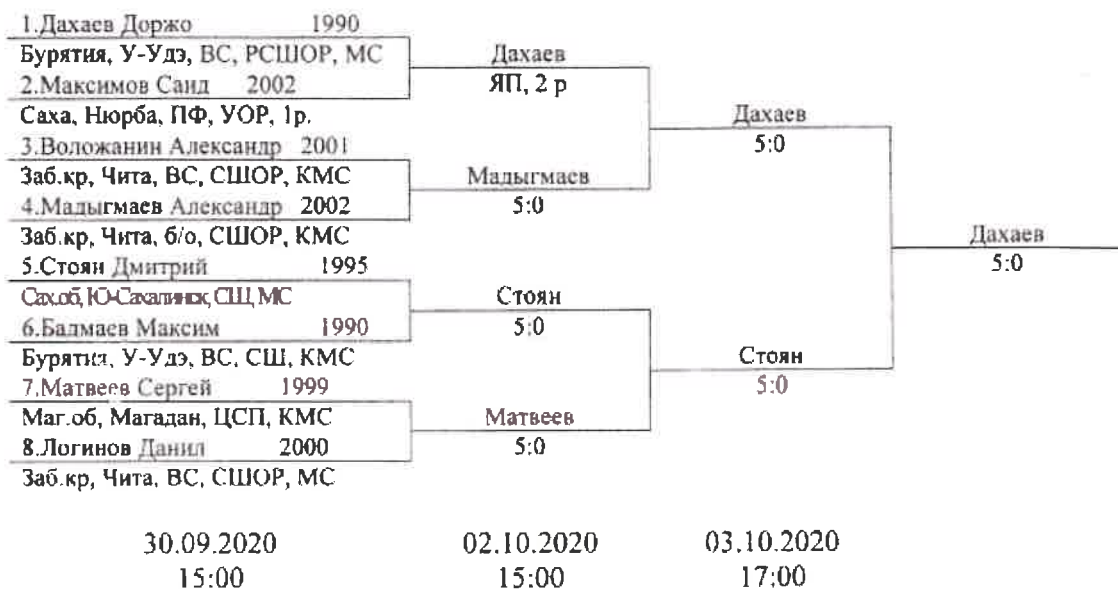 1.Дахаев Доржо 1990
Бурятия, У-Удэ, ВС, РСШОР, МС
2.Максимов Санд 2002
Саха, Нюрба, ПФ, УОР, 1р.
3.Воложанин Александр 2001
Заб.кр, Чита, ВС, СШОР, КМС
4.Мадыгмаев Александр 2002
Заб.кр, Чита, б/о, СШОР, КМС
5.Стоян Дмитрий 1995
Сах.об, Ю-Сахалинск, СШ, МС
6.Балмаев Максим 1990
Бурятия, У-Удэ, ВС, СШ, КМС
7.Матвеев Сергей 1999
Маг.об, Магадан, ЦСП, КМС
8.Логинов Данил 2000
Заб.кр, Чита, ВС, СШОР, МС
Дахаев
ЯП, 2 р
Мадыгмаев
5:0
Стоян
5:0
Матвеев
5:0
Дахаев
5:0
Стоян
5:0
Дахаев
5:0
30.09.2020 02.10.2020 03.10.2020
15:00 15:00 17:00